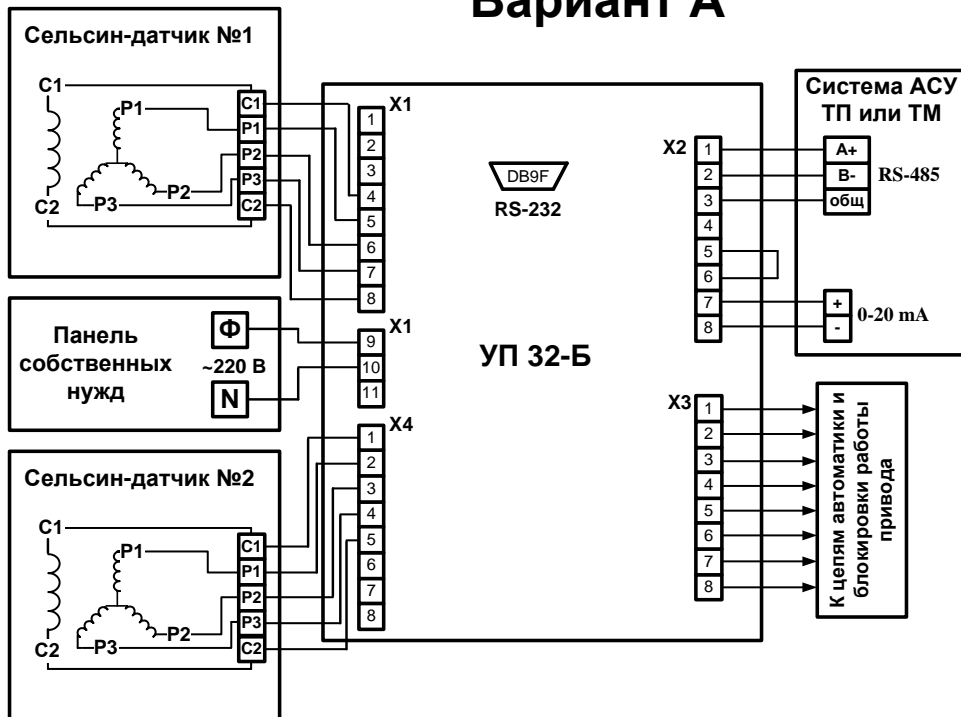 Вариант А
Сельсин-датчик №1
C1
P1
P2
P3
C2
C1
P1
P2
P3
C2
Панель
собственных
нужд
Ф
~220 В
N
Сельсин-датчик №2
C1
P1
P2
P3
C2
C1
P1
P2
P3
C2
X1
1
2
3
4
5
6
7
8
X1
9
10
11
X4
1
2
3
4
5
6
7
8
DB9F
RS-232
УП 32-Б
X2
1
2
3
4
5
6
7
8
X3
1
2
3
4
5
6
7
8
Система АСУ
ТП или ТМ
A+
B-
общ
RS-485
+
-
0-20 mA
К цепям автоматики и
блокировки работы
привода